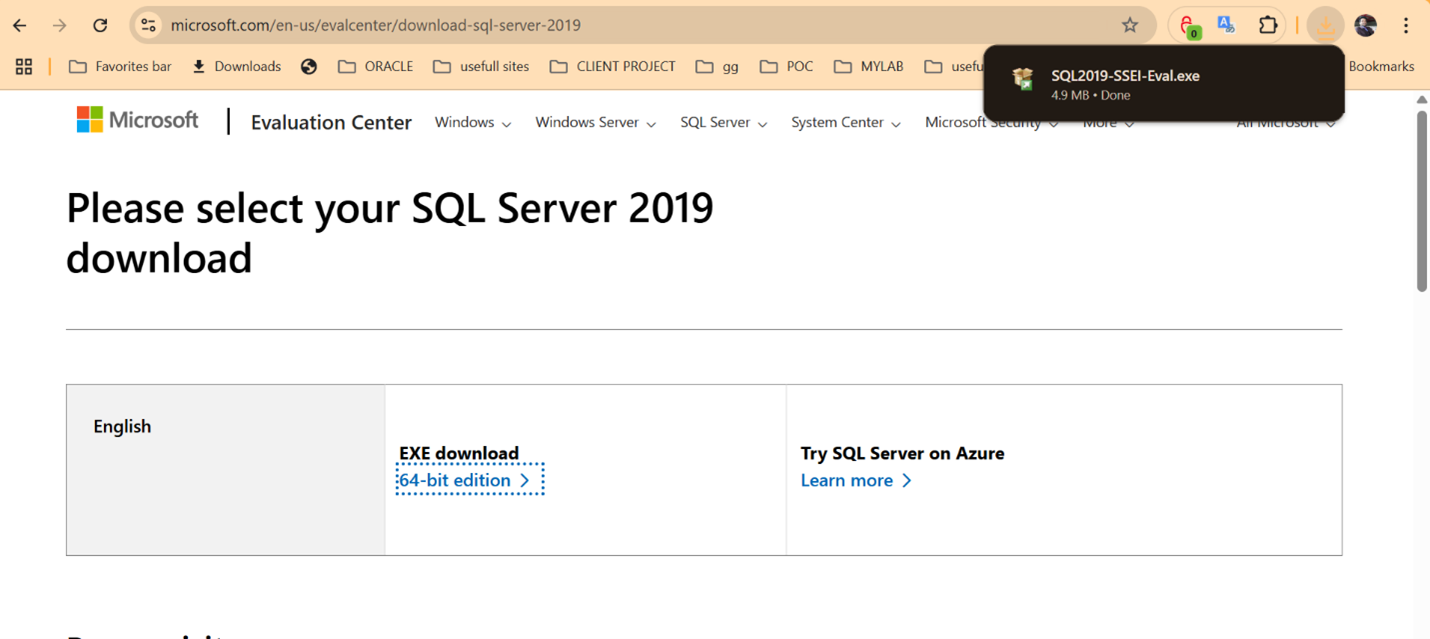 microsoft.com/en-us/evalcenter/download-sql-server-2019
0
Favorites bar Downloads ORACLE usefull sites CLIENT PROJECT gg POC MYLAB usefu Bookmarks
SQL2019-SSEI-Eval.exe
4.9 MB • Done
Microsoft Evaluation Center Windows Windows Server SQL Server System Center Microsoft Security More All Microsoft
Please select your SQL Server 2019
download
English
EXE download
64-bit edition
Try SQL Server on Azure
Learn more